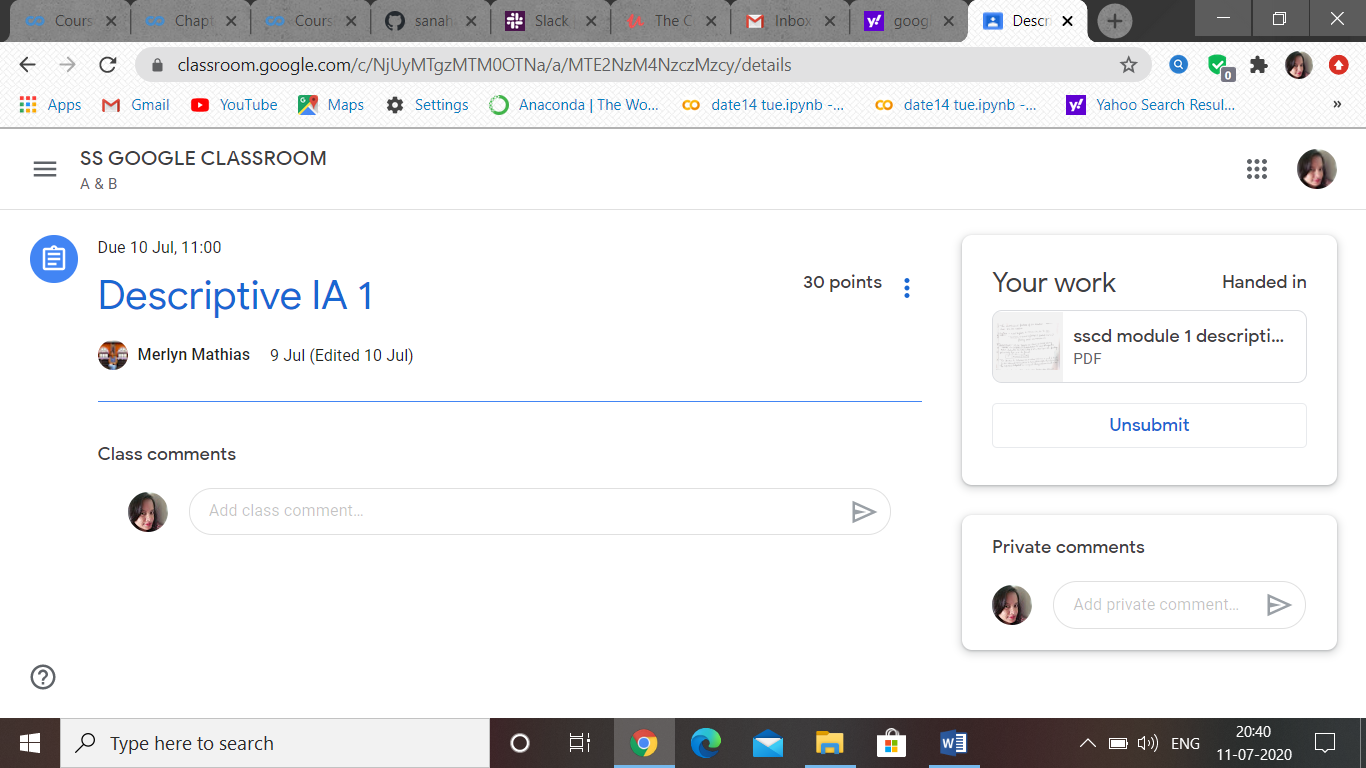 Cours
Chapt
Cours
sanah
Slack
The C
Inbox
googl
Descr
classroom.google.com/c/NjUyMTgzMTM0OTNa/a/MTE2NzM4NzczMzcy/details
0
Apps
Gmail
YouTube
Maps
Settings
Anaconda | The Wo...
date14 tue.ipynb -...
date14 tue.ipynb -...
Yahoo Search Resul...
»
SS GOOGLE CLASSROOM
A & B
Due 10 Jul, 11:00
Descriptive IA 1
30 points
Merlyn Mathias 9 Jul (Edited 10 Jul)
Class comments
Add class comment...
Your work
Handed in
sscd module 1 descripti...
PDF
Unsubmit
Private comments
Add private comment...
Type here to search
ENG
20:40
11-07-2020